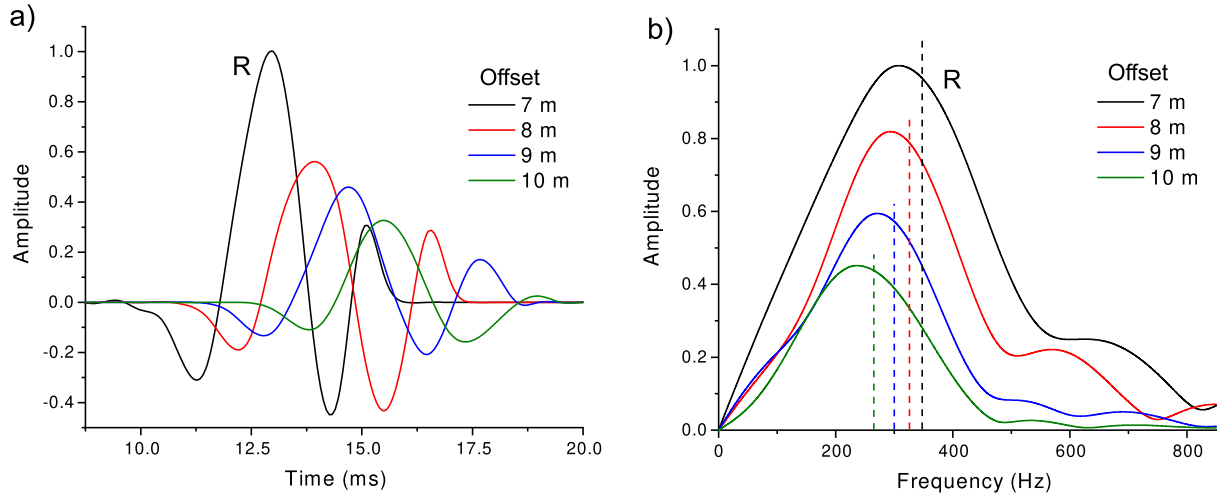 a)
R
Offset
7 m
8 m
9 m
10 m
1.0
0.8
0.6
0.4
0.2
0.0
-0.2
-0.4
Amplitude
10.0 12.5 15.0 17.5 20.0
Time (ms)
b)
R
Offset
7 m
8 m
9 m
10 m
1.0
0.8
0.6
0.4
0.2
0.0
Amplitude
0 200 400 600 800
Frequency (Hz)